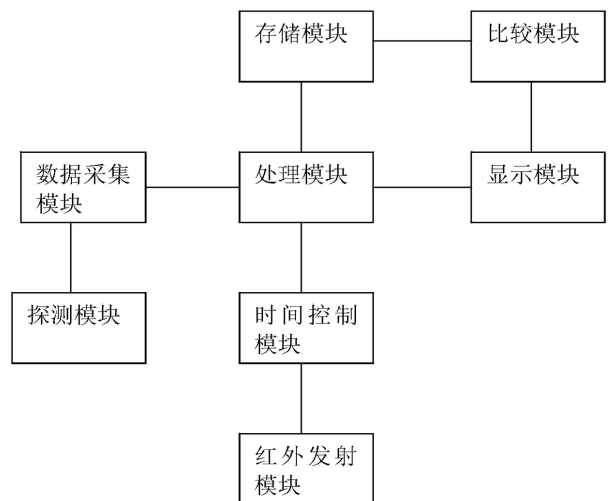 存储模块
比较模块
数据采集
模块
处理模块
显示模块
探测模块
时间控制
模块
红外发射
模块